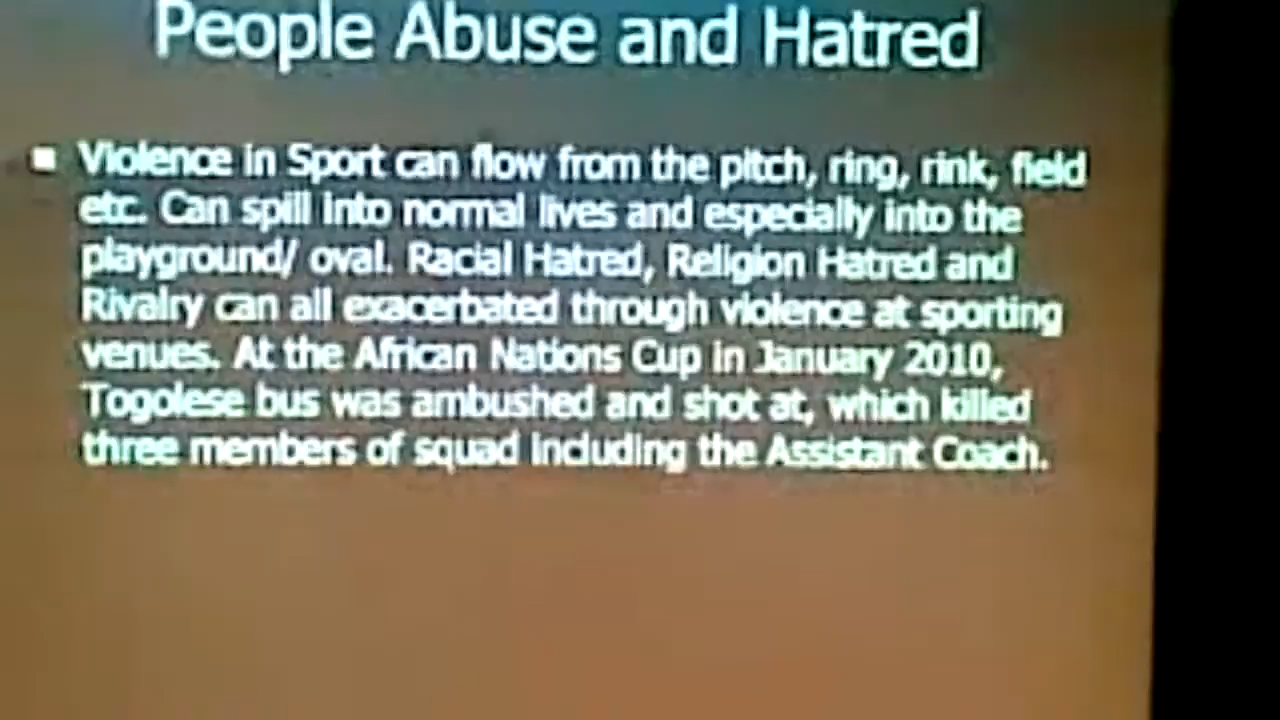 People Abuse and Hatred
Violence in Sport can flow from the pitch, ring, rink, field
etc. Can spill into normal lives and especially into the
playground/ oval. Racial Hatred, Religion Hatred and
Rivalry can all exacerbated through violence at sporting
venues. At the African Nations Cup in January 2010,
Togolese bus was ambushed and shot at, which killed
three members of squad including the Assistant Coach.